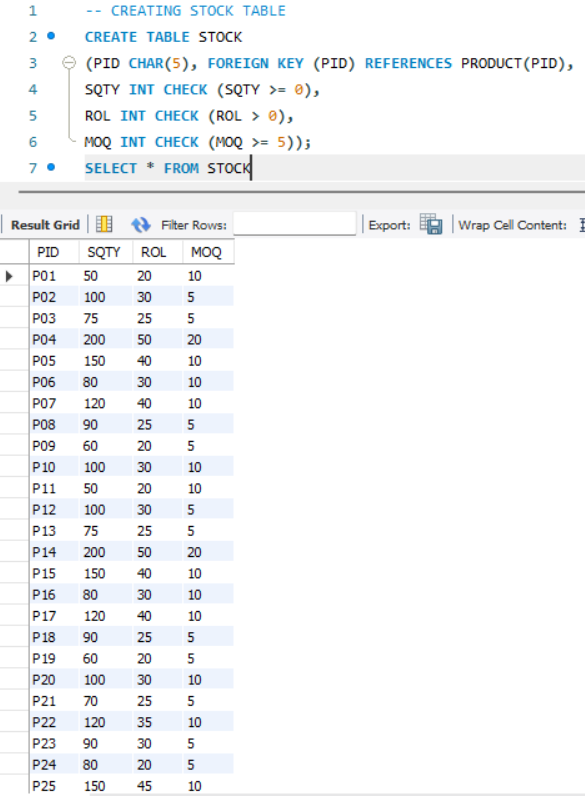 1 -- CREATING STOCK TABLE
2 CREATE TABLE STOCK
3 (PID CHAR(5), FOREIGN KEY (PID) REFERENCES PRODUCT(PID),
4 SQTY INT CHECK (SQTY >= 0),
5 ROL INT CHECK (ROL > 0),
6 MOQ INT CHECK (MOQ >= 5));
7 SELECT * FROM STOCK
Result Grid Filter Rows: Export: Wrap Cell Content:
PID SQTY ROL MOQ
P01 50 20 10
P02 100 30 5
P03 75 25 5
P04 200 50 20
P05 150 40 10
P06 80 30 10
P07 120 40 10
P08 90 25 5
P09 60 20 5
P10 100 30 10
P11 50 20 10
P12 100 30 5
P13 75 25 5
P14 200 50 20
P15 150 40 10
P16 80 30 10
P17 120 40 10
P18 90 25 5
P19 60 20 5
P20 100 30 10
P21 70 25 5
P22 120 35 10
P23 90 30 5
P24 80 20 5
P25 150 45 10